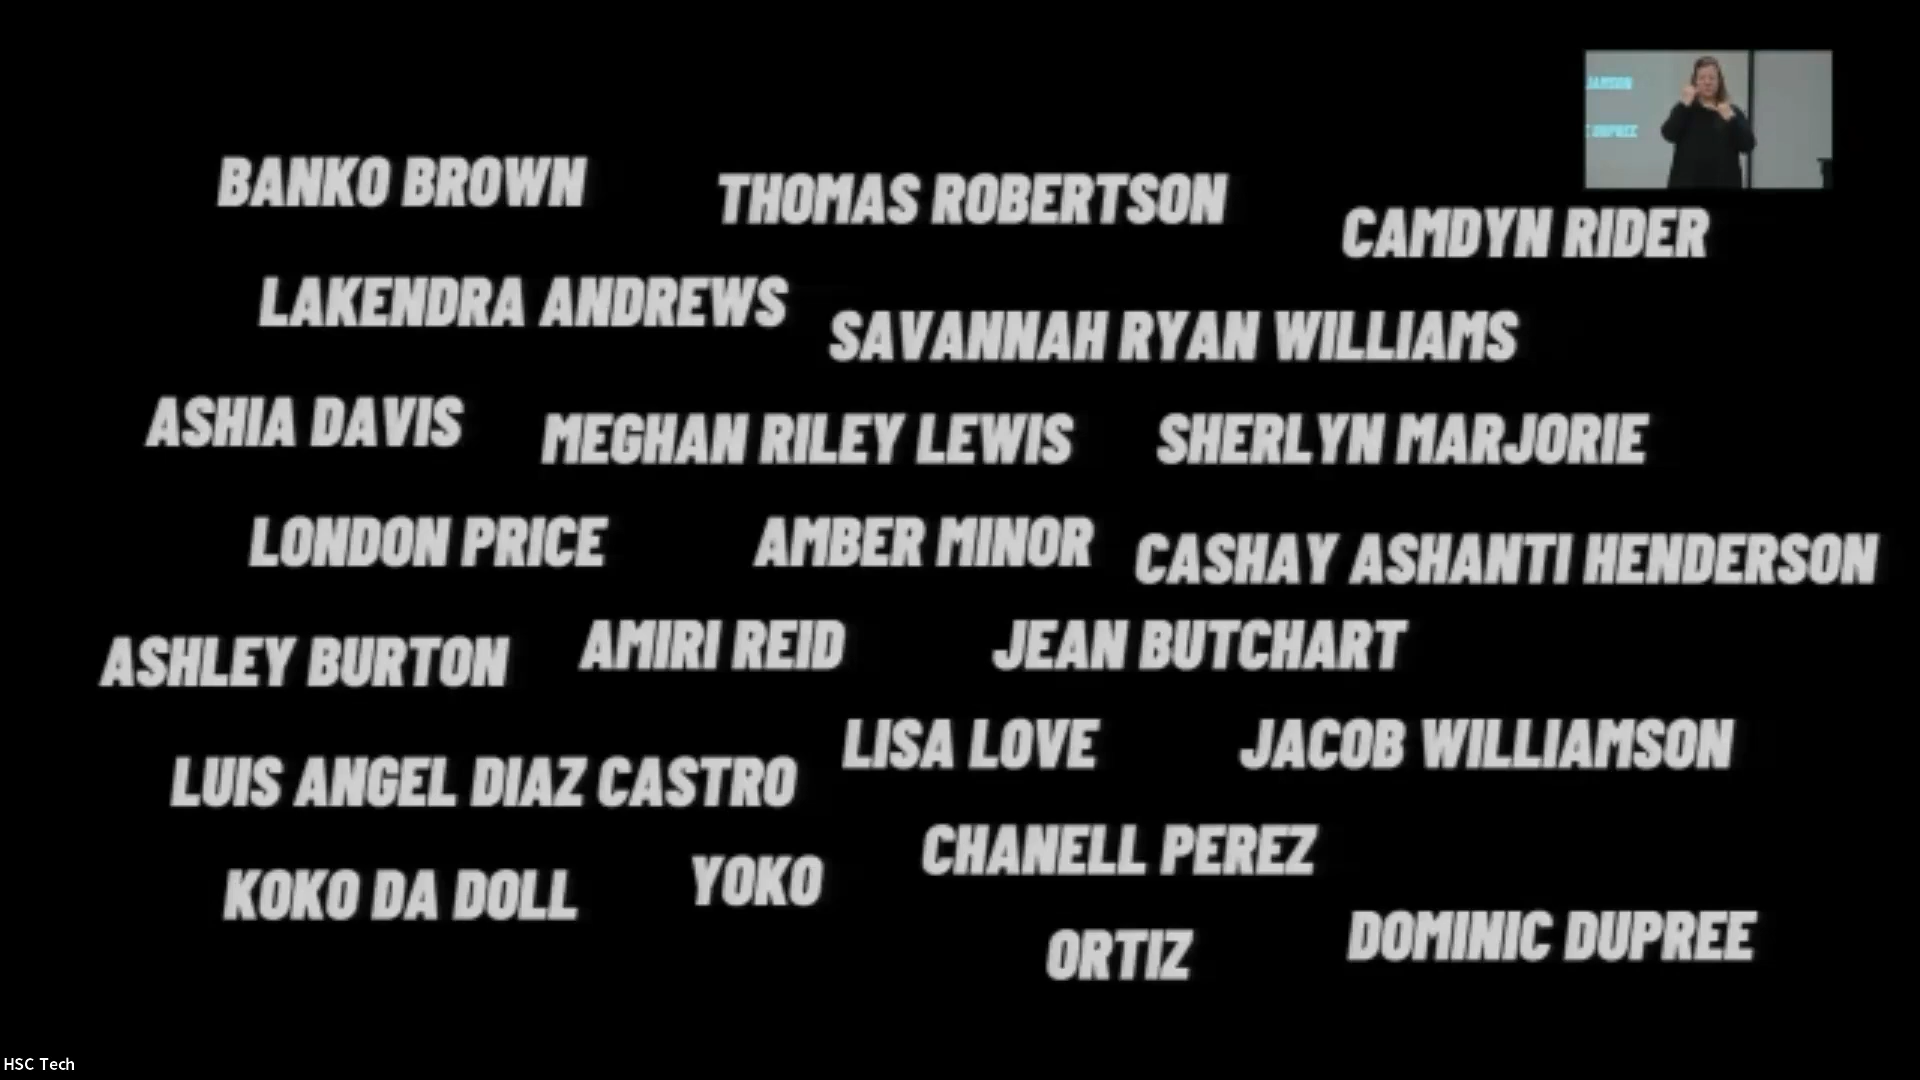 BANKO BROWN
THOMAS ROBERTSON
CAMDYN RIDER
LAKENDRA ANDREWS
SAVANNAH RYAN WILLIAMS
ASHIA DAVIS
MEGHAN RILEY LEWIS
SHERLYN MARJORIE
LONDON PRICE
AMBER MINOR
CASHAY ASHANTI HENDERSON
ASHLEY BURTON
AMIRI REID
JEAN BUTCHART
LUIS ANGEL DIAZ CASTRO
LISA LOVE
JACOB WILLIAMSON
KOKO DA DOLL
YOKO
CHANELL PEREZ
ORTIZ
DOMINIC DUPREE
DUPREE
HSC Tech